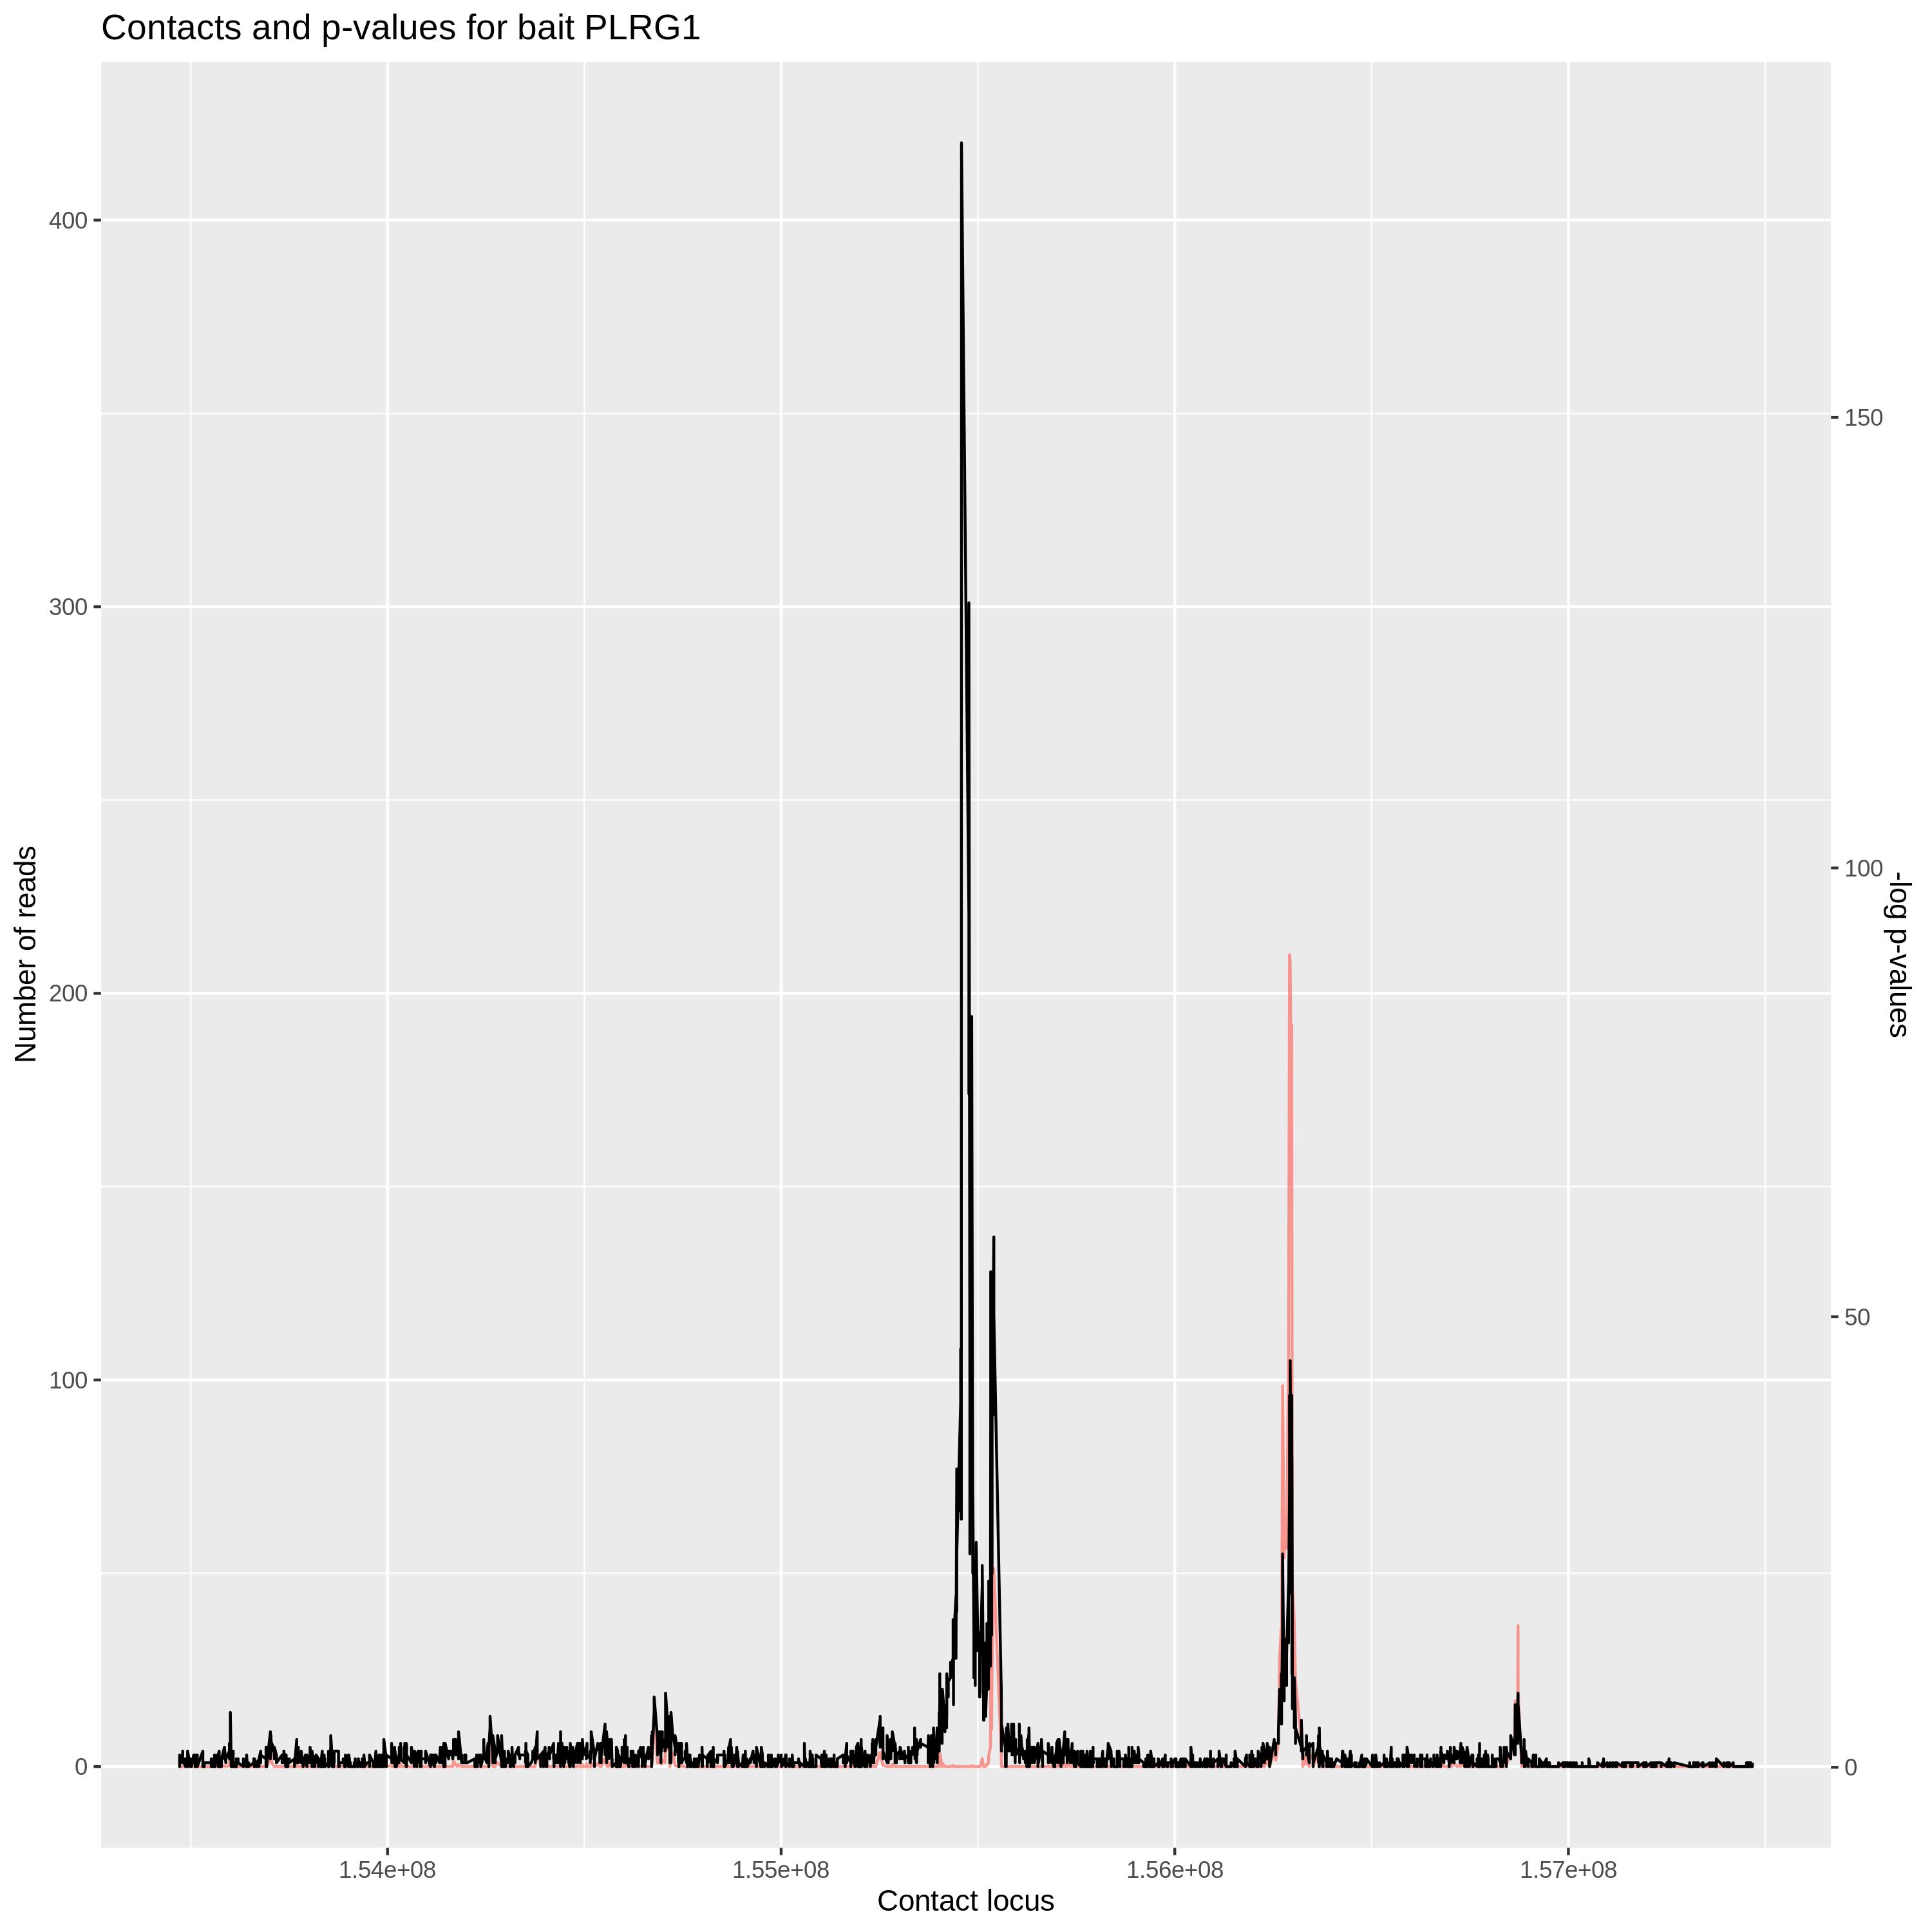 Contacts and p-values for bait PLRG1
400
300
200
100
0
Number of reads
150
100
50
0
-log p-values
1.54e+08
1.55e+08
1.56e+08
1.57e+08
Contact locus